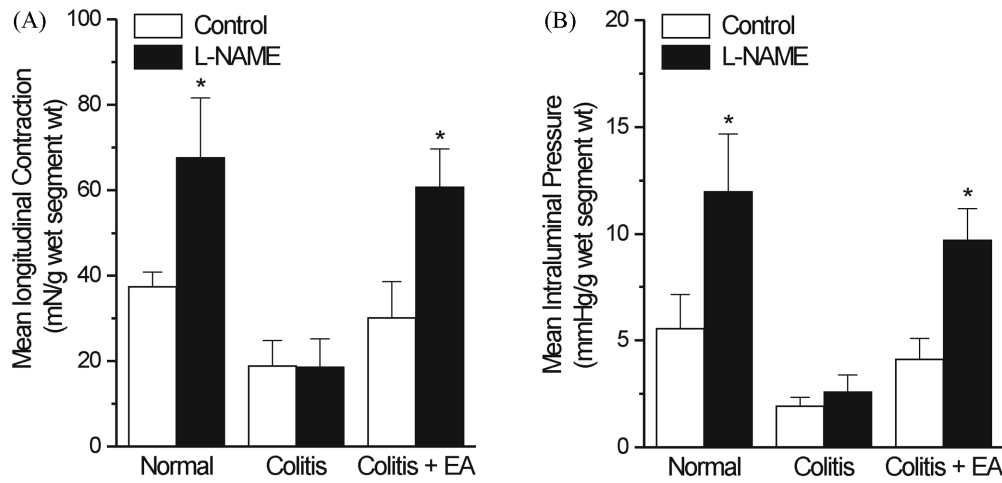 (A)
Control
L-NAME
Mean longitudinal Contraction
(mN/g wet segment wt)
100
80
60
40
20
0
*
*
Normal
Colitis
Colitis + EA
(B)
Control
L-NAME
Mean Intraluminal Pressure
(mmHg/g wet segment wt)
20
15
10
5
0
*
*
Normal
Colitis
Colitis + EA